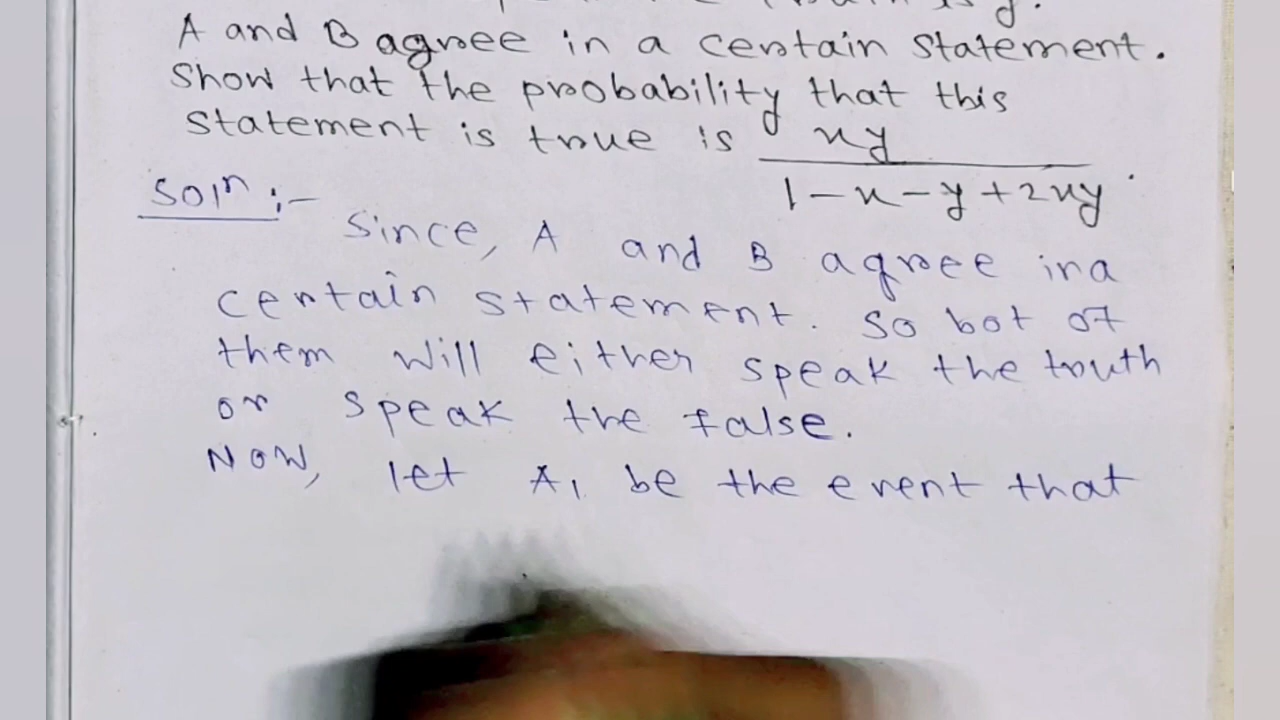 is y.
A and B agree in a certain statement.
Show that the probability that this
statement is true is xy
1-x-y+2xy.
Soln :-
Since, A and B agree in a
certain statement. So bot of
them will either speak the truth
or speak the false.
Now, let A1 be the event that